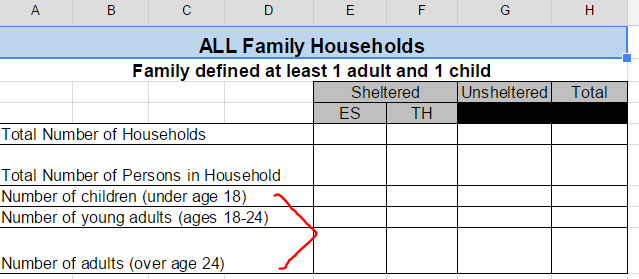 A B C D E F G H
ALL Family Households
Family defined at least 1 adult and 1 child
Sheltered Unsheltered Total
ES TH
Total Number of Households
Total Number of Persons in Household
Number of children (under age 18)
Number of young adults (ages 18-24)
Number of adults (over age 24)